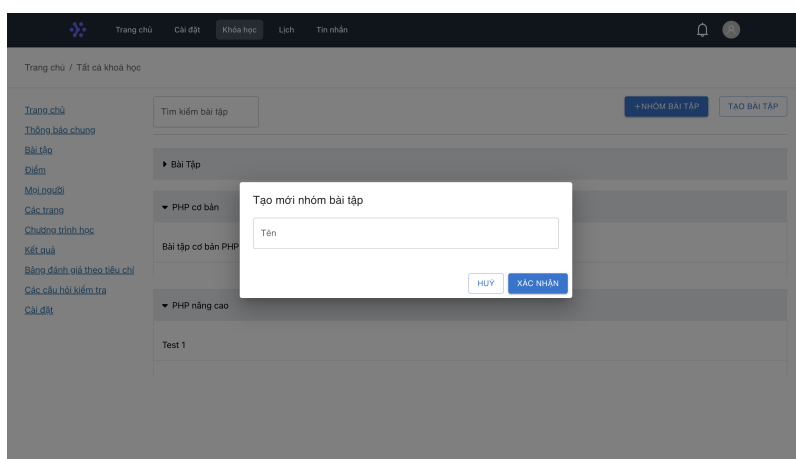 Trang chủ Cài đặt Khóa học Lịch Tin nhắn
Trang chủ / Tất cả khoá học
Trang chủ
Thông báo chung
Bài tập
Điểm
Mọi người
Các trang
Chương trình học
Kết quả
Bảng đánh giá theo tiêu chí
Các câu hỏi kiểm tra
Cài đặt
Tìm kiếm bài tập
+NHÓM BÀI TẬP
TẠO BÀI TẬP
Bài Tập
PHP cơ bản
Bài tập cơ bản PHP
PHP nâng cao
Test 1
Tạo mới nhóm bài tập
Tên
HUỶ
XÁC NHẬN